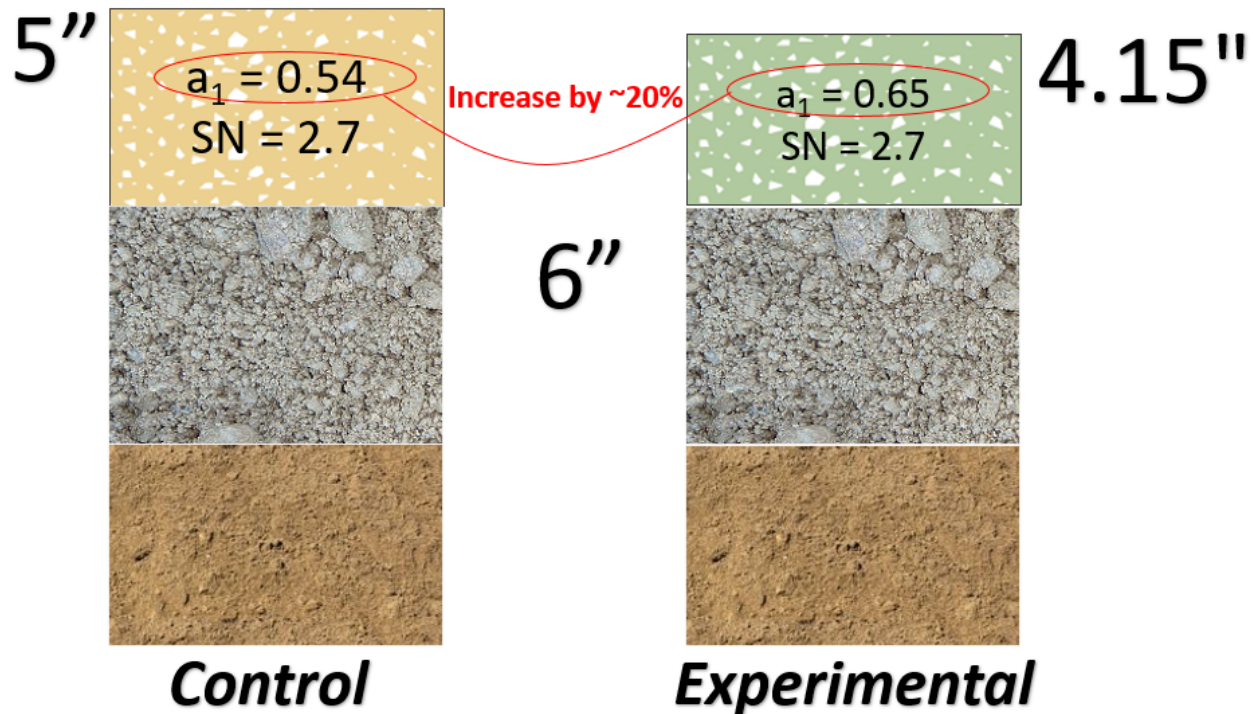 5”
a₁ = 0.54
SN = 2.7
Increase by ~20%
a₁ = 0.65
SN = 2.7
4.15"
6”
Control
Experimental